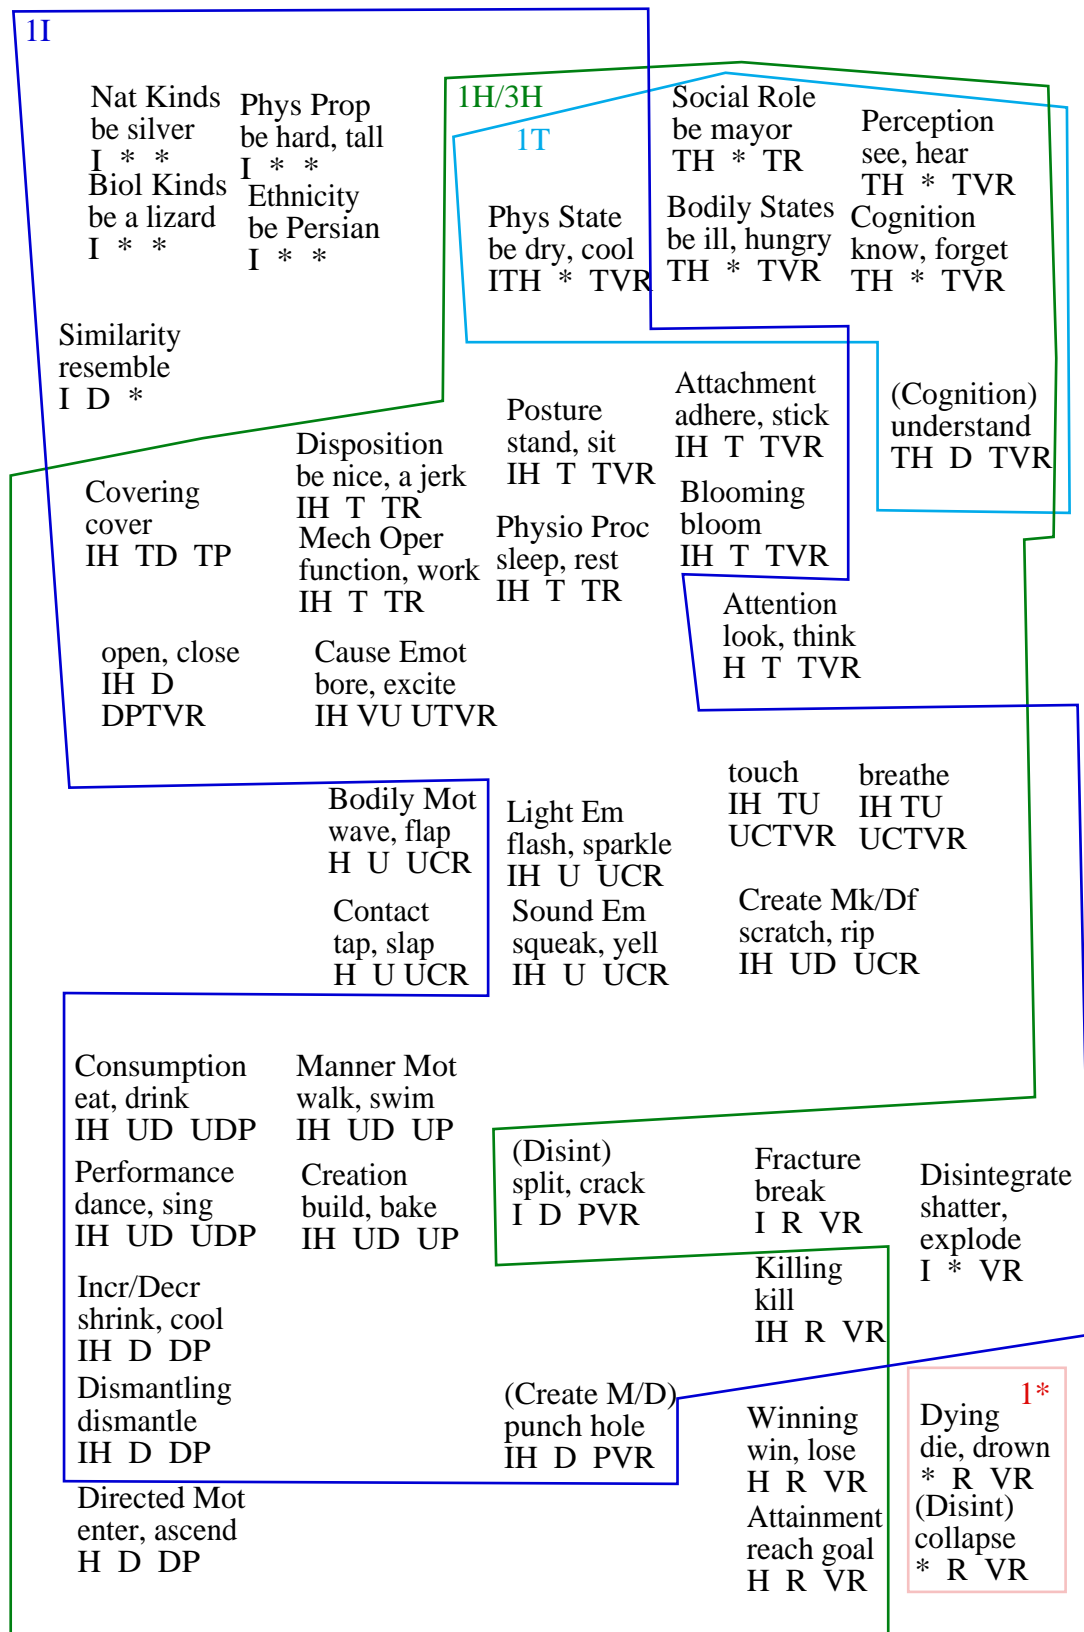 1I
Nat Kinds
be silver
I * *
Phys Prop
be hard, tall
I * *
Biol Kinds
be a lizard
I * *
Ethnicity
be Persian
I * *
1H/3H
1T
Social Role
be mayor
TH * TR
Perception
see, hear
TH * TVR
Phys State
be dry, cool
ITH * TVR
Bodily States
be ill, hungry
TH * TVR
Cognition
know, forget
TH * TVR
Similarity
resemble
I D *
Disposition
be nice, a jerk
IH T TR
Posture
stand, sit
IH T TVR
Attachment
adhere, stick
IH T TVR
(Cognition)
understand
TH D TVR
Covering
cover
IH TD TP
Mech Oper
function, work
IH T TR
Physio Proc
sleep, rest
IH T TR
Blooming
bloom
IH T TVR
Attention
look, think
H T TVR
open, close
IH D
DPTVR
Cause Emot
bore, excite
IH VU UTVR
Bodily Mot
wave, flap
H U UCR
Light Em
flash, sparkle
IH U UCR
touch
IH TU
UCTVR
breathe
IH TU
UCTVR
Contact
tap, slap
H U UCR
Sound Em
squeak, yell
IH U UCR
Create Mk/Df
scratch, rip
IH UD UCR
Consumption
eat, drink
IH UD UDP
Manner Mot
walk, swim
IH UD UP
Performance
dance, sing
IH UD UDP
Creation
build, bake
IH UD UP
(Disint)
split, crack
I D PVR
Fracture
break
I R VR
Disintegrate
shatter,
explode
I * VR
Incr/Decr
shrink, cool
IH D DP
Killing
kill
IH R VR
Dismantling
dismantle
IH D DP
(Create M/D)
punch hole
IH D PVR
Winning
win, lose
H R VR
1*
Dying
die, drown
* R VR
Directed Mot
enter, ascend
H D DP
Attainment
reach goal
H R VR
(Disint)
collapse
* R VR